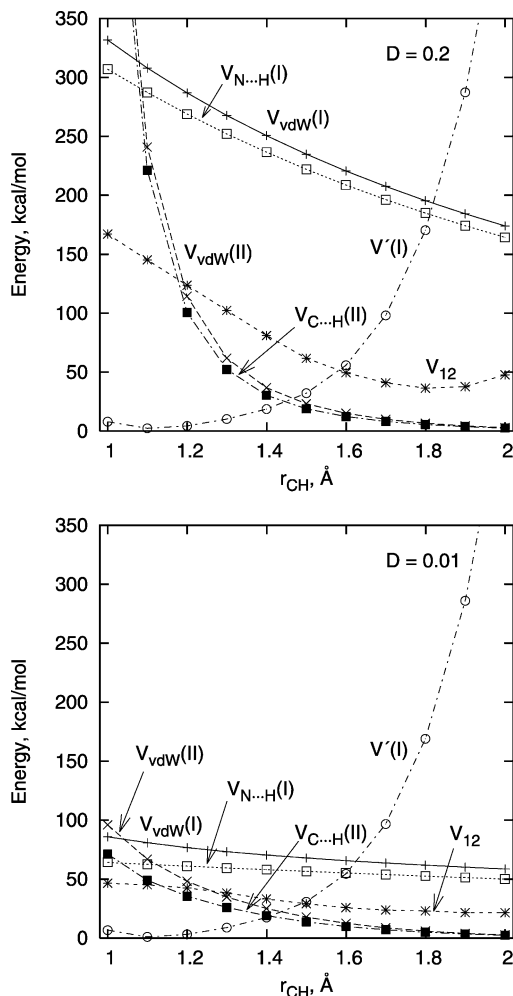 350
300
250
200
150
100
50
0
Energy, kcal/mol
D = 0.2
V_N···H(I)
V_vdW(I)
V_vdW(II)
V´(I)
V_C···H(II)
V_12
1 1.2 1.4 1.6 1.8 2
r_CH, Å
350
300
250
200
150
100
50
0
Energy, kcal/mol
D = 0.01
V´(I)
V_vdW(II)
V_N···H(I)
V_vdW(I)
V_C···H(II)
V_12
1 1.2 1.4 1.6 1.8 2
r_CH, Å